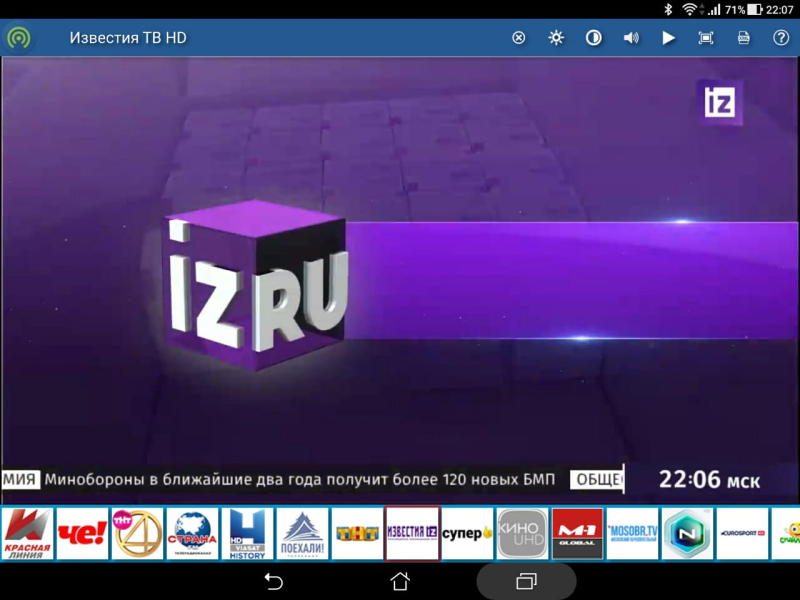 71% 22:07
Известия ТВ HD
iz
iz RU
МИЯ Минобороны в ближайшие два года получит более 120 новых БМП ОБЩЕ 22:06 МСК
КРАСНАЯ ЛИНИЯ
че!
ТНТ 4
СТРАНА
HD VIASAT HISTORY
ПОЕХАЛИ!
ТНТ
ИЗВЕСТИЯ iz
супер
КИНО UHD
M-1 GLOBAL
MOSOBR.TV
N
EUROSPORT